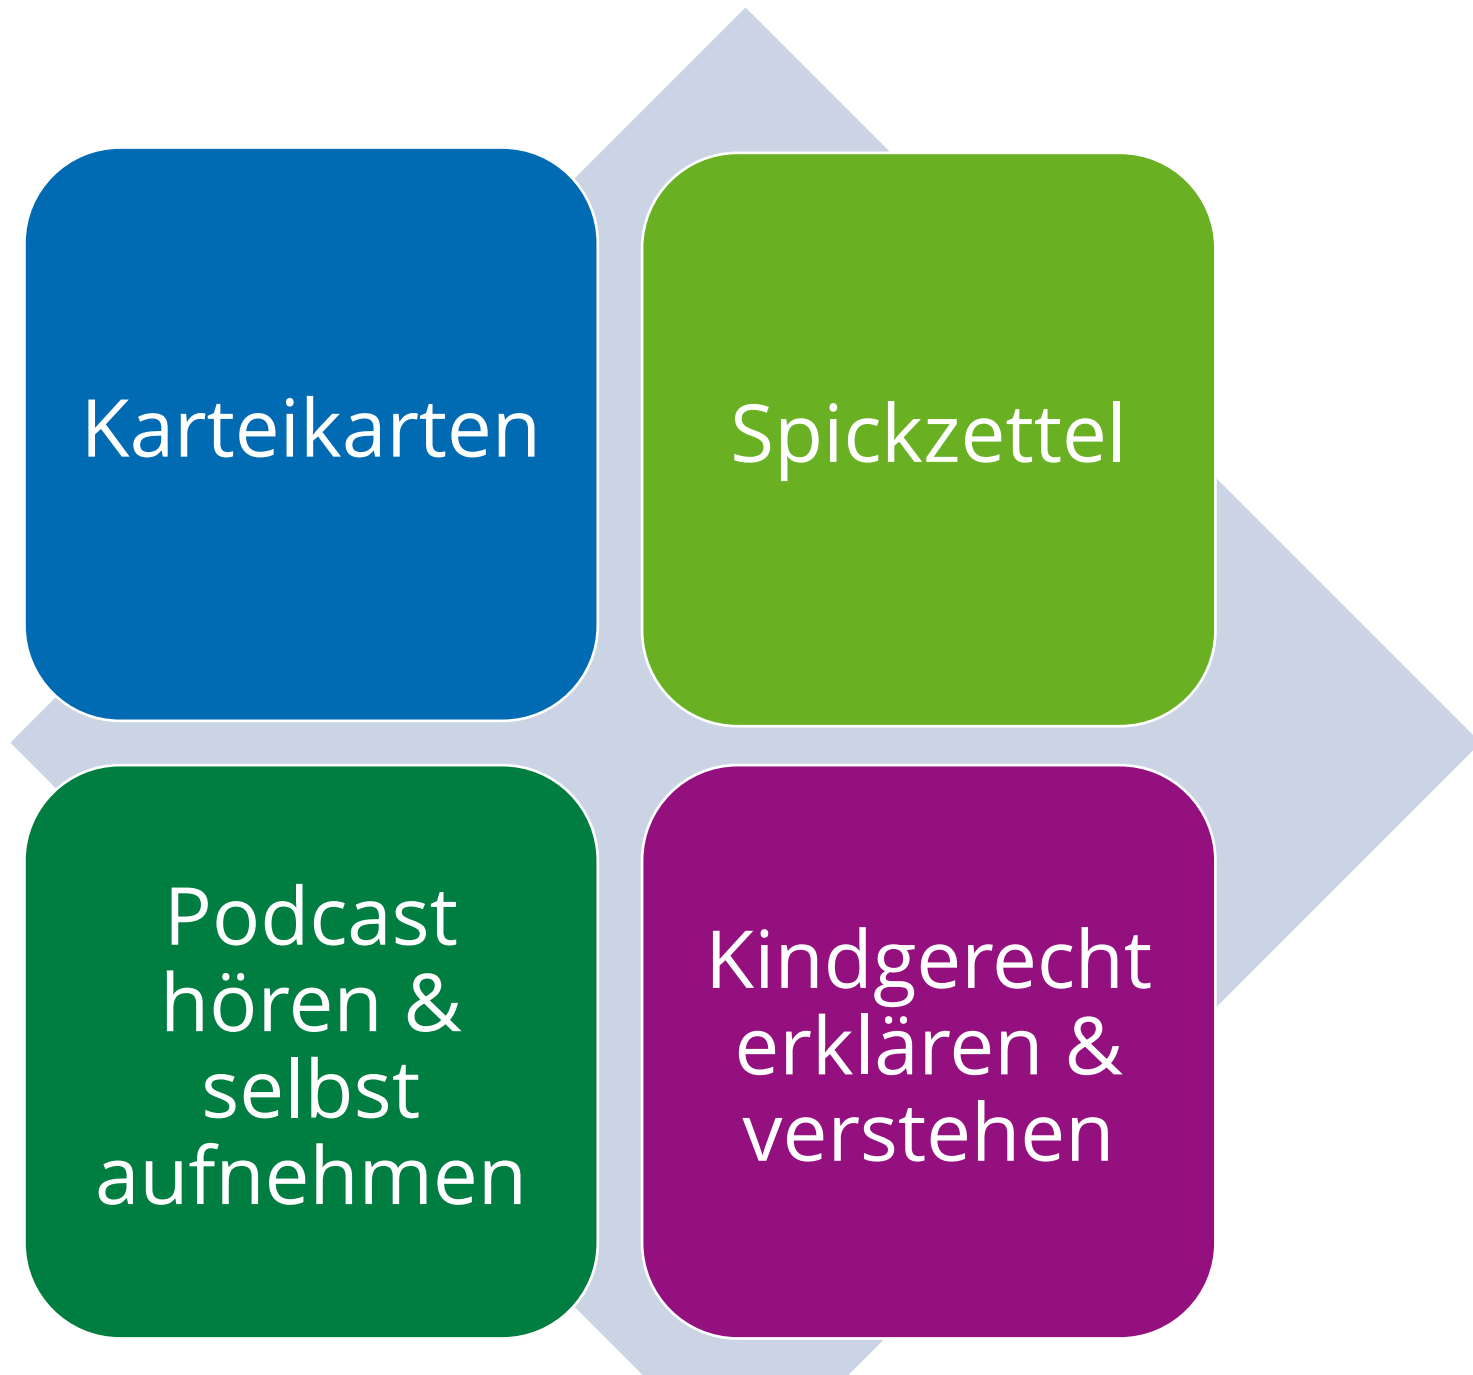 Karteikarten
Spickzettel
Podcast
hören &
selbst
aufnehmen
Kindgerecht
erklären &
verstehen